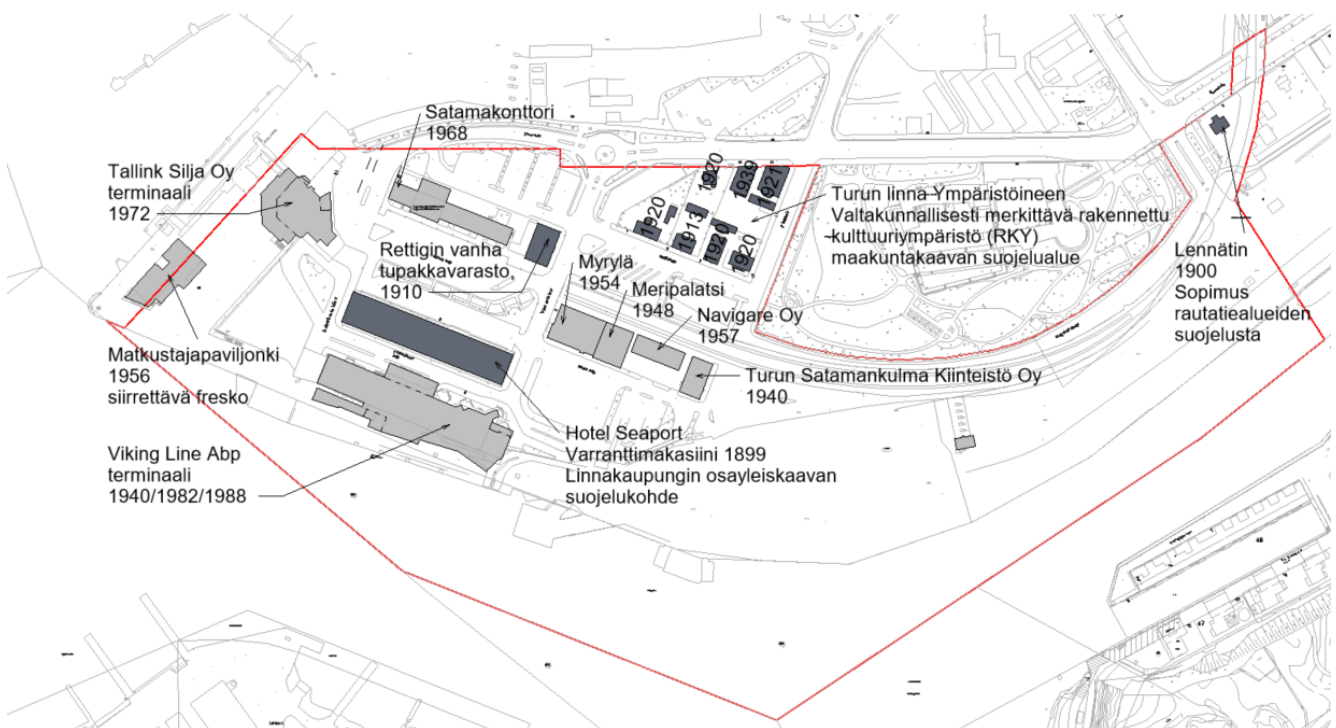 Satamakonttori
1968
Tallink Silja Oy
terminaali
1972
Rettigin vanha
tupakkavarasto,
1910
Myrylä
1954
Meripalatsi
1948
Navigare Oy
1957
Turun Satamankulma Kiinteistö Oy
1940
1920
1939
1921
1920
1913
1920
1920
Turun linna Ympäristöineen
Valtakunnallisesti merkittävä rakennettu
kulttuuriympäristö (RKY)
maakuntakaavan suojelualue
Lennätin
1900
Sopimus
rautatiealueiden
suojelusta
Matkustajapaviljonki
1956
siirrettävä fresko
Viking Line Abp
terminaali
1940/1982/1988
Hotel Seaport
Varranttimakasiini 1899
Linnakaupungin osayleiskaavan
suojelukohde
48
47